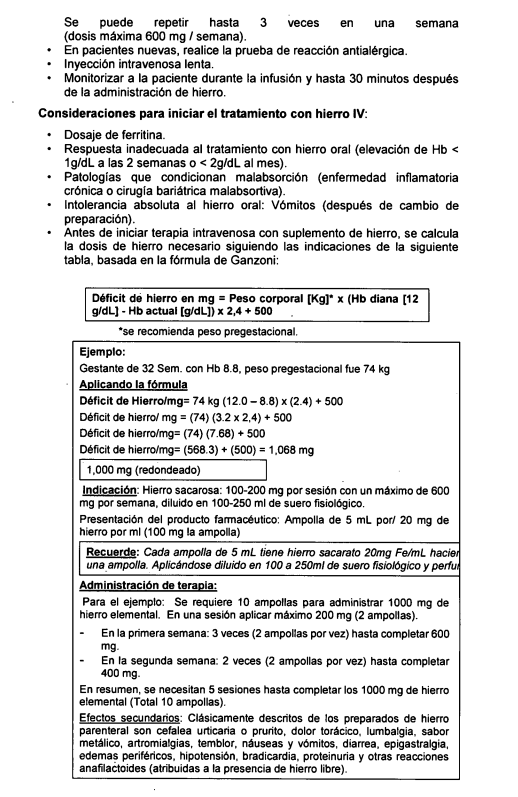 Se puede repetir hasta 3 veces en una semana
(dosis máxima 600 mg / semana).
• En pacientes nuevas, realice la prueba de reacción antialérgica.
• Inyección intravenosa lenta.
• Monitorizar a la paciente durante la infusión y hasta 30 minutos después
de la administración de hierro.
Consideraciones para iniciar el tratamiento con hierro IV:
• Dosaje de ferritina.
• Respuesta inadecuada al tratamiento con hierro oral (elevación de Hb <
1g/dL a las 2 semanas o < 2g/dL al mes).
• Patologías que condicionan malabsorción (enfermedad inflamatoria
crónica o cirugía bariátrica malabsortiva).
• Intolerancia absoluta al hierro oral: Vómitos (después de cambio de
preparación).
• Antes de iniciar terapia intravenosa con suplemento de hierro, se calcula
la dosis de hierro necesario siguiendo las indicaciones de la siguiente
tabla, basada en la fórmula de Ganzoni:
Déficit de hierro en mg = Peso corporal [Kg]* x (Hb diana [12
g/dL] - Hb actual [g/dL]) x 2,4 + 500
*se recomienda peso pregestacional.
Ejemplo:
Gestante de 32 Sem. con Hb 8.8, peso pregestacional fue 74 kg
Aplicando la fórmula
Déficit de Hierro/mg= 74 kg (12.0 – 8.8) x (2.4) + 500
Déficit de hierro/ mg = (74) (3.2 x 2,4) + 500
Déficit de hierro/mg= (74) (7.68) + 500
Déficit de hierro/mg= (568.3) + (500) = 1,068 mg
1,000 mg (redondeado)
Indicación: Hierro sacarosa: 100-200 mg por sesión con un máximo de 600
mg por semana, diluido en 100-250 ml de suero fisiológico.
Presentación del producto farmacéutico: Ampolla de 5 mL por/ 20 mg de
hierro por ml (100 mg la ampolla)
Recuerde: Cada ampolla de 5 mL tiene hierro sacarato 20mg Fe/mL hacier
una ampolla. Aplicándose diluido en 100 a 250ml de suero fisiológico y perfu
Administración de terapia:
Para el ejemplo: Se requiere 10 ampollas para administrar 1000 mg de
hierro elemental. En una sesión aplicar máximo 200 mg (2 ampollas).
- En la primera semana: 3 veces (2 ampollas por vez) hasta completar 600
mg.
- En la segunda semana: 2 veces (2 ampollas por vez) hasta completar
400 mg.
En resumen, se necesitan 5 sesiones hasta completar los 1000 mg de hierro
elemental (Total 10 ampollas).
Efectos secundarios: Clásicamente descritos de los preparados de hierro
parenteral son cefalea urticaria o prurito, dolor torácico, lumbalgia, sabor
metálico, artromialgias, temblor, náuseas y vómitos, diarrea, epigastralgia,
edemas periféricos, hipotensión, bradicardia, proteinuria y otras reacciones
anafilactoides (atribuidas a la presencia de hierro libre).